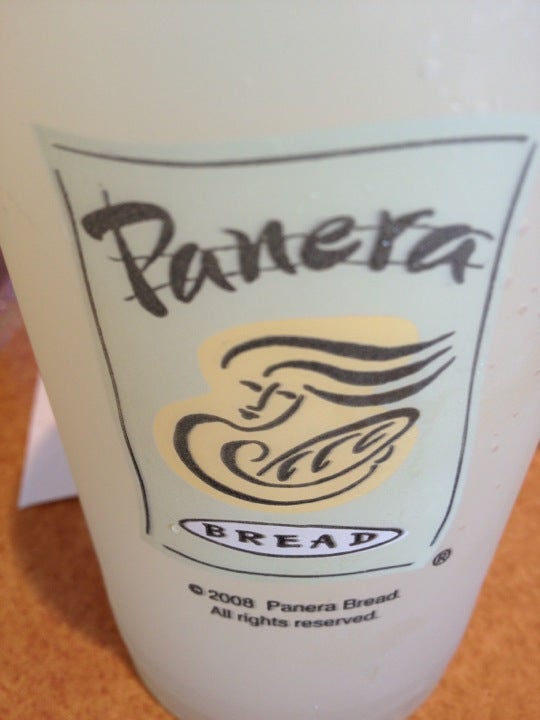 Panera
BREAD
®
© 2008 Panera Bread.
All rights reserved.